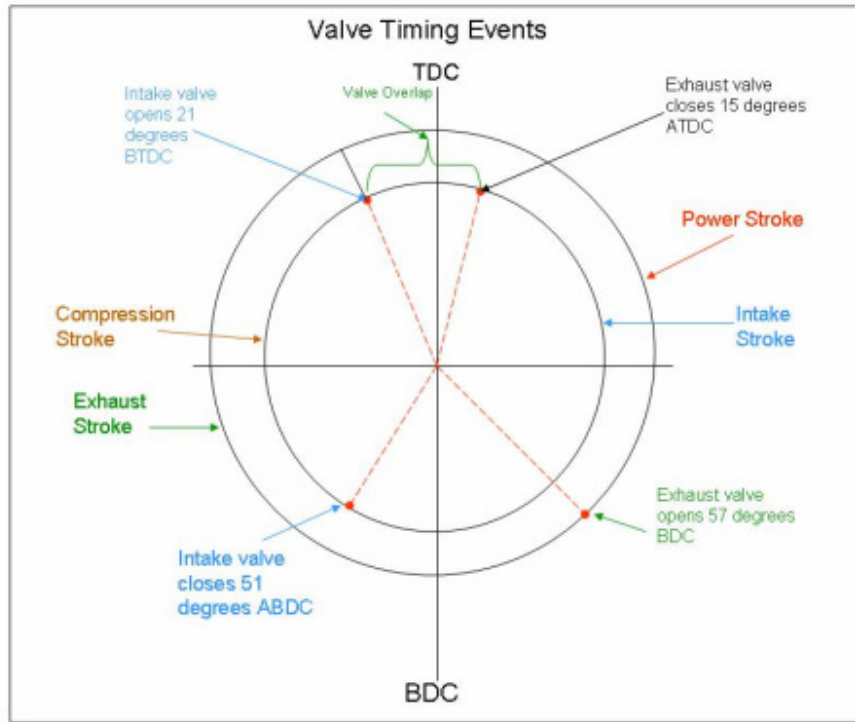 Valve Timing Events
TDC
Intake valve
opens 21
degrees
BTDC
Valve Overlap
Exhaust valve
closes 15 degrees
ATDC
Power Stroke
Compression
Stroke
Intake
Stroke
Exhaust
Stroke
Exhaust valve
opens 57 degrees
BDC
Intake valve
closes 51
degrees ABDC
BDC